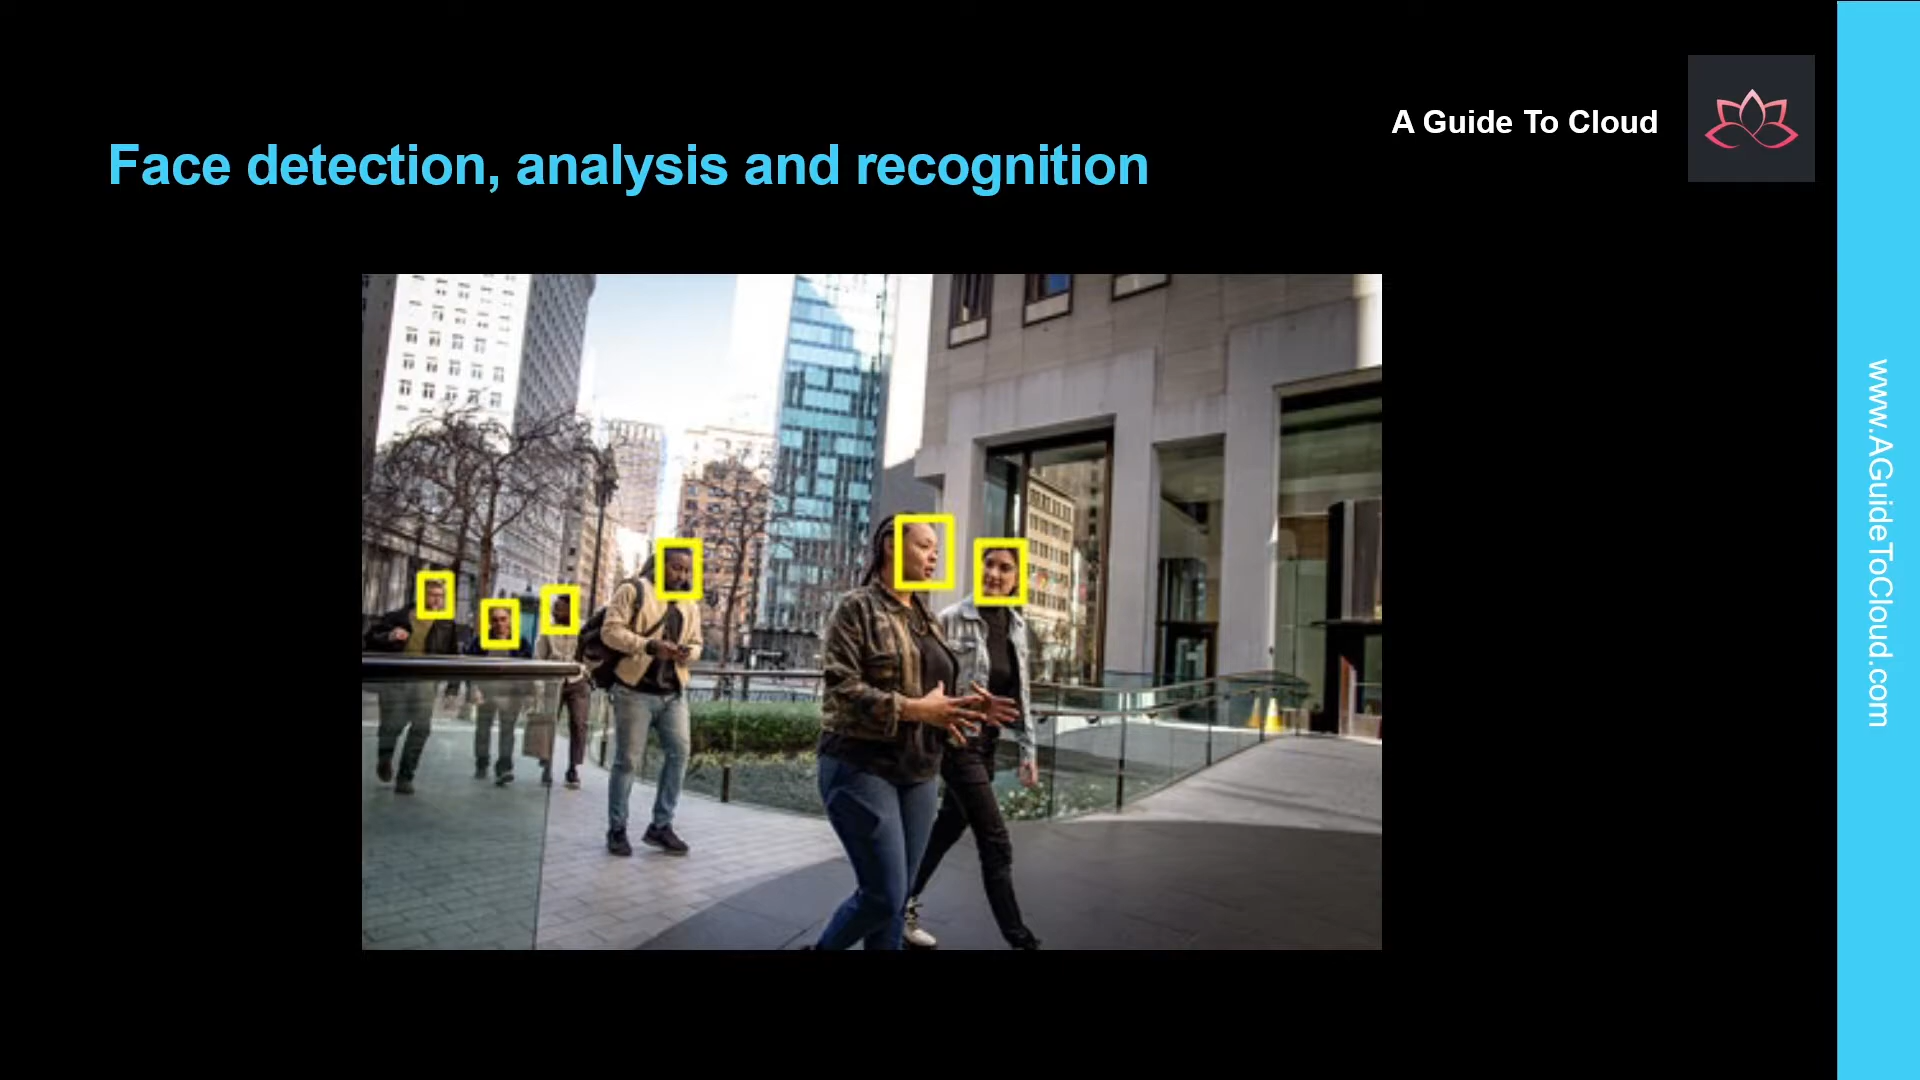 A Guide To Cloud
Face detection, analysis and recognition
www.AGuideToCloud.com